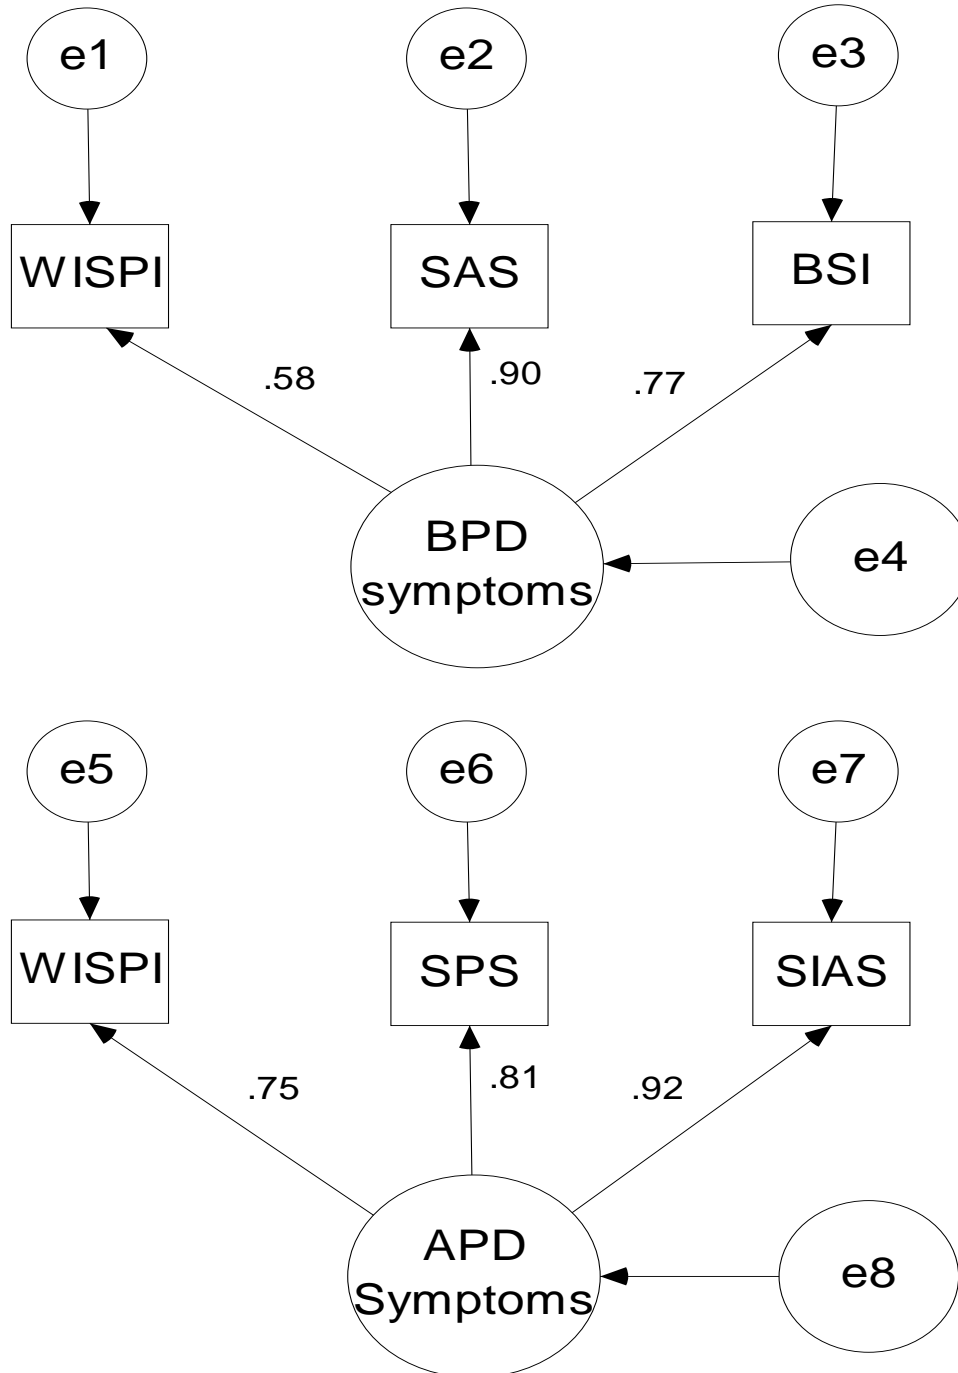 e1
e2
e3
WISPI
SAS
BSI
.58
.90
.77
BPD
symptoms
e4
e5
e6
e7
WISPI
SPS
SIAS
.75
.81
.92
APD
Symptoms
e8